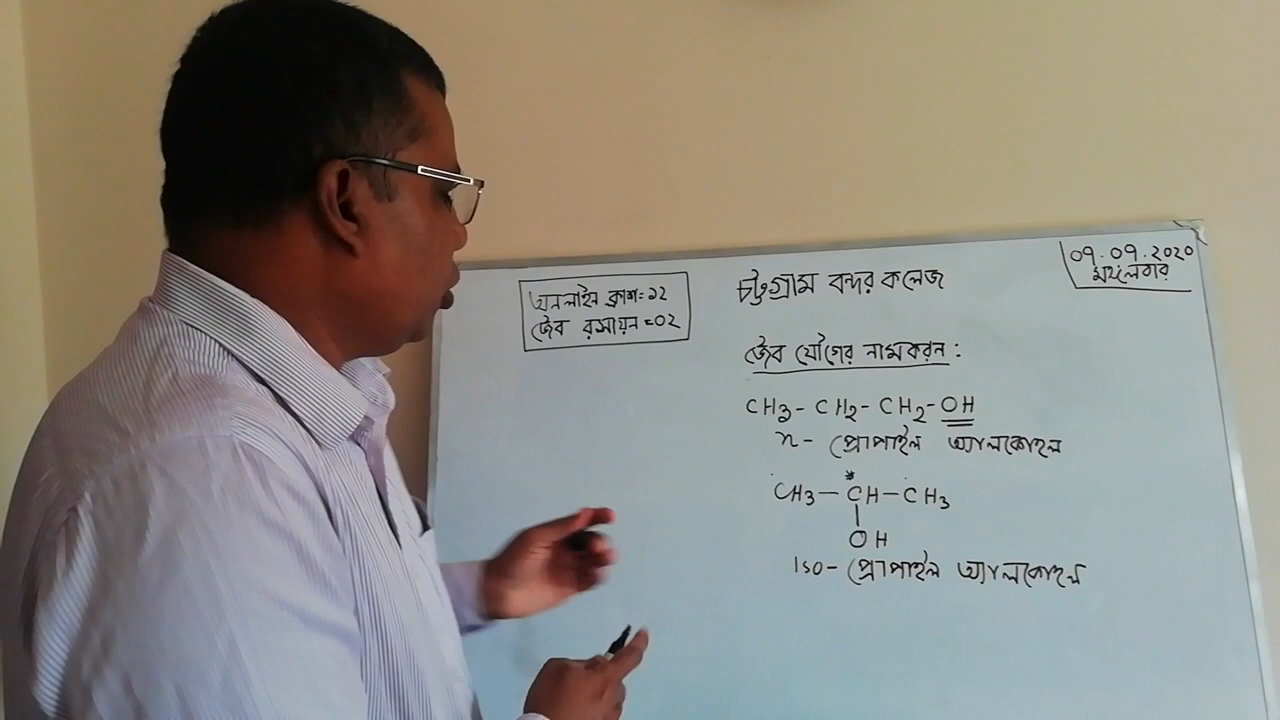 অনলাইন ক্লাশ=১২
জৈব রসায়ন=০২
চট্টগ্রাম বন্দর কলেজ
০৭.০৭.২০২০
মঙ্গলবার
জৈব যৌগের নামকরন:
CH3 - CH2 - CH2 - OH
n- প্রোপাইল অ্যালকোহল
CH3 — *CH — CH3
|
OH
Iso- প্রোপাইল অ্যালকোহল